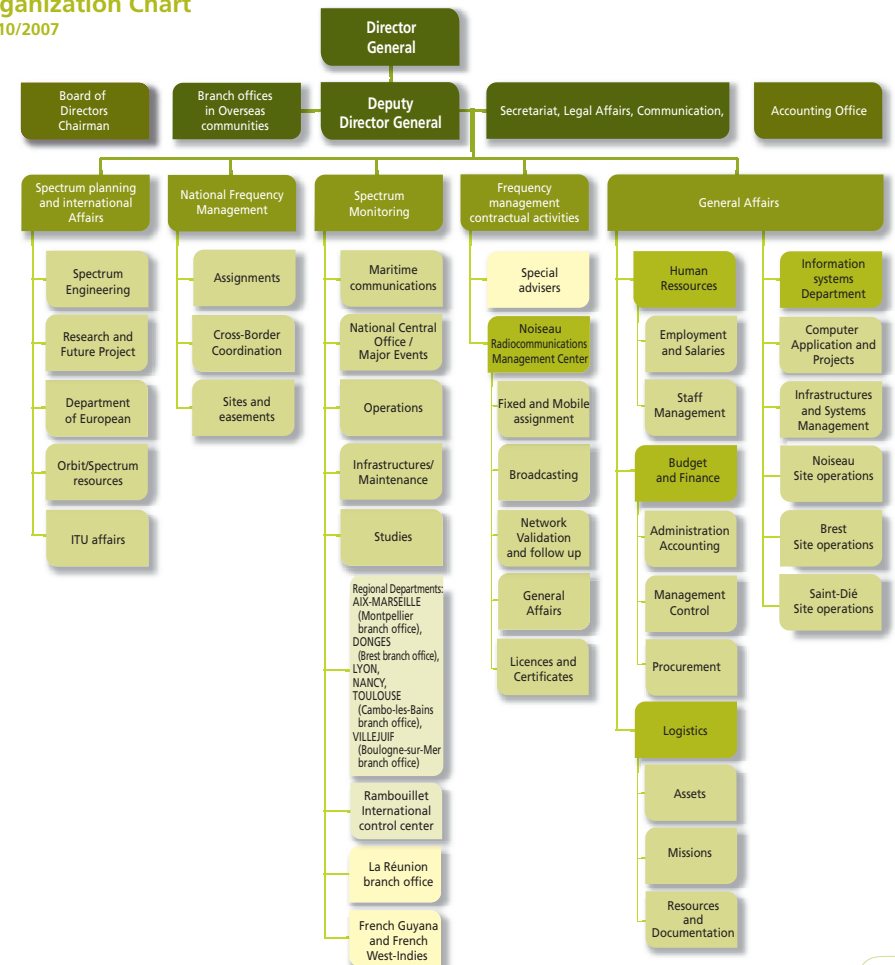 ganization Chart
10/2007
Director
General
Board of
Directors
Chairman
Branch offices
in Overseas
communities
Deputy
Director General
Secretariat, Legal Affairs, Communication,
Accounting Office
Spectrum planning
and international
Affairs
National Frequency
Management
Spectrum
Monitoring
Frequency
management
contractual activities
General Affairs
Spectrum
Engineering
Research and
Future Project
Department
of European
Orbit/Spectrum
resources
ITU affairs
Assignments
Cross-Border
Coordination
Sites and
easements
Maritime
communications
National Central
Office /
Major Events
Operations
Infrastructures/
Maintenance
Studies
Regional Departments:
AIX-MARSEILLE
(Montpellier
branch office),
DONGES
(Brest branch office),
LYON,
NANCY,
TOULOUSE
(Cambo-les-Bains
branch office),
VILLEJUIF
(Boulogne-sur-Mer
branch office)
Rambouillet
International
control center
La Réunion
branch office
French Guyana
and French
West-Indies
Special
advisers
Noiseau
Radiocommunications
Management Center
Fixed and Mobile
assignment
Broadcasting
Network
Validation
and follow up
General
Affairs
Licences and
Certificates
Human
Ressources
Employment
and Salaries
Staff
Management
Budget
and Finance
Administration
Accounting
Management
Control
Procurement
Logistics
Assets
Missions
Resources
and
Documentation
Information
systems
Department
Computer
Application and
Projects
Infrastructures
and Systems
Management
Noiseau
Site operations
Brest
Site operations
Saint-Dié
Site operations